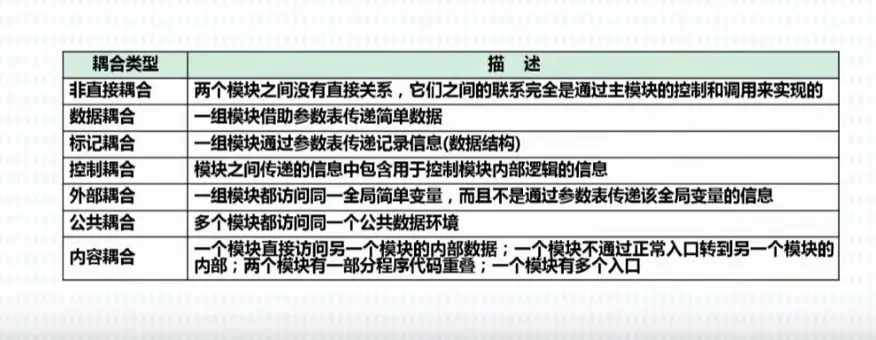 耦合类型 描 述
非直接耦合 两个模块之间没有直接关系，它们之间的联系完全是通过主模块的控制和调用来实现的
数据耦合 一组模块借助参数表传递简单数据
标记耦合 一组模块通过参数表传递记录信息(数据结构)
控制耦合 模块之间传递的信息中包含用于控制模块内部逻辑的信息
外部耦合 一组模块都访问同一全局简单变量，而且不是通过参数表传递该全局变量的信息
公共耦合 多个模块都访问同一个公共数据环境
内容耦合 一个模块直接访问另一个模块的内部数据；一个模块不通过正常入口转到另一个模块的
内部；两个模块有一部分程序代码重叠；一个模块有多个入口